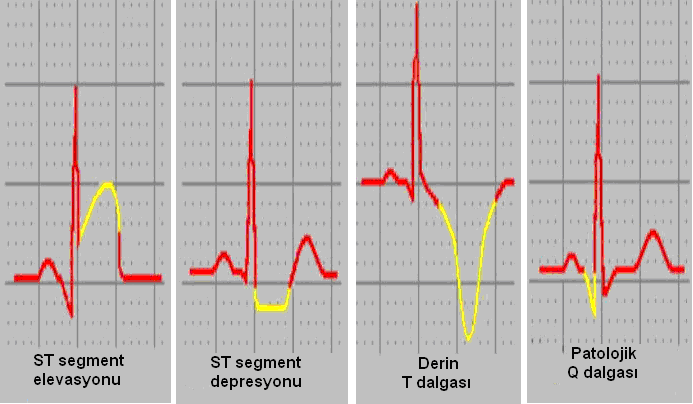 ST segment
elevasyonu
ST segment
depresyonu
Derin
T dalgası
Patolojik
Q dalgası